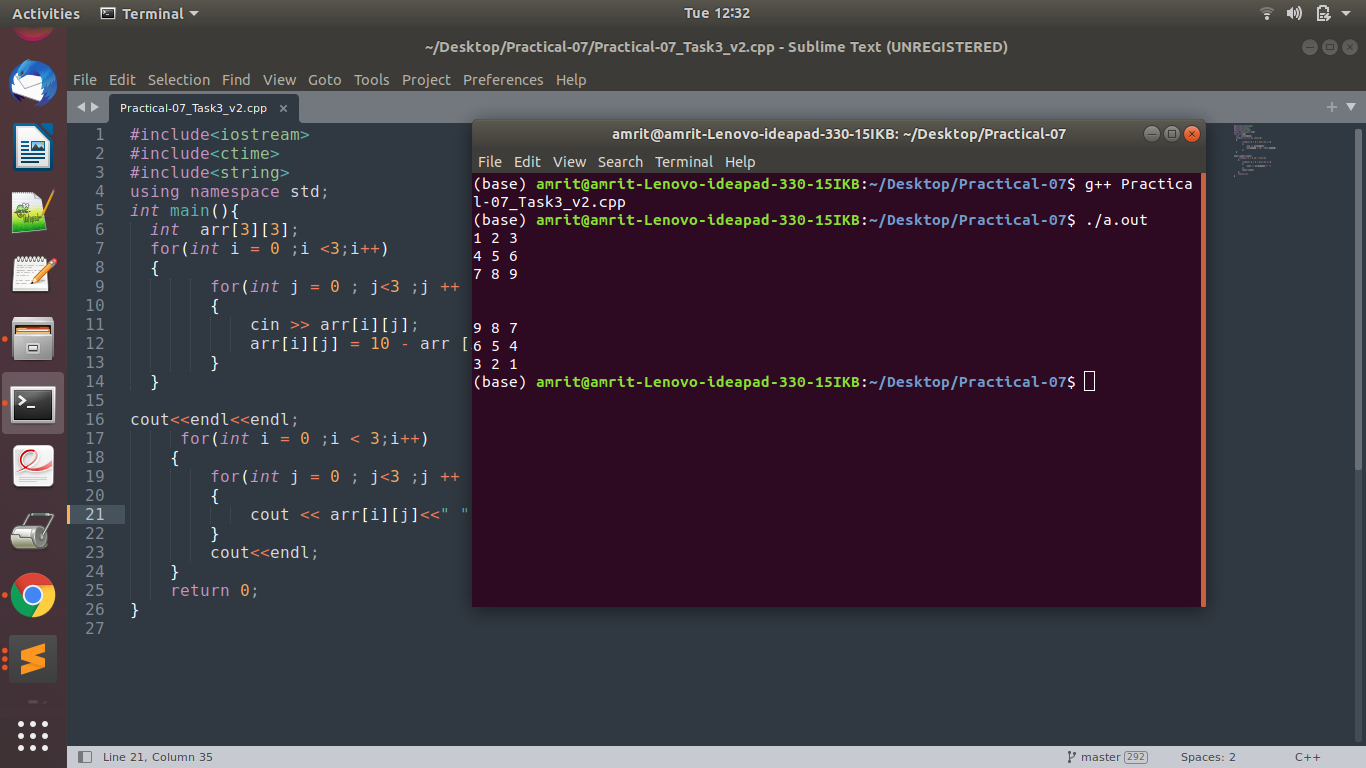 Activities Terminal Tue 12:32
~/Desktop/Practical-07/Practical-07_Task3_v2.cpp - Sublime Text (UNREGISTERED)
File Edit Selection Find View Goto Tools Project Preferences Help
Practical-07_Task3_v2.cpp
1 #include<iostream>
2 #include<ctime>
3 #include<string>
4 using namespace std;
5 int main(){
6 int  arr[3][3];
7 for(int i = 0 ;i <3;i++)
8 {
9 for(int j = 0 ; j<3 ;j ++
10 {
11 cin >> arr[i][j];
12 arr[i][j] = 10 - arr [
13 }
14 }
15
16 cout<<endl<<endl;
17 for(int i = 0 ;i < 3;i++)
18 {
19 for(int j = 0 ; j<3 ;j ++
20 {
21 cout << arr[i][j]<<" "
22 }
23 cout<<endl;
24 }
25 return 0;
26 }
27
amrit@amrit-Lenovo-ideapad-330-15IKB: ~/Desktop/Practical-07
File Edit View Search Terminal Help
(base) amrit@amrit-Lenovo-ideapad-330-15IKB:~/Desktop/Practical-07$ g++ Practica
l-07_Task3_v2.cpp
(base) amrit@amrit-Lenovo-ideapad-330-15IKB:~/Desktop/Practical-07$ ./a.out
1 2 3
4 5 6
7 8 9
9 8 7
6 5 4
3 2 1
(base) amrit@amrit-Lenovo-ideapad-330-15IKB:~/Desktop/Practical-07$
Line 21, Column 35 master 292 Spaces: 2 C++